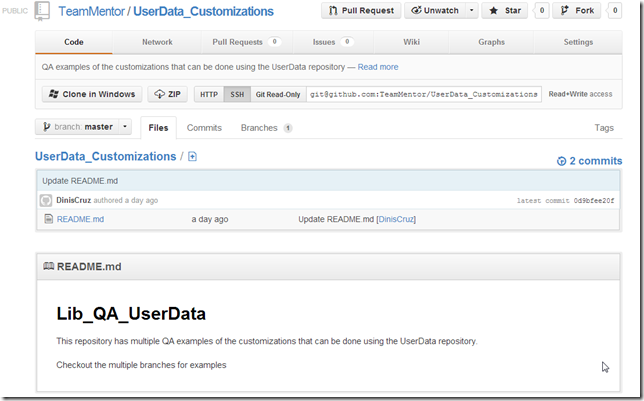 PUBLIC TeamMentor / UserData_Customizations Pull Request Unwatch Star 0 Fork 0
Code Network Pull Requests 0 Issues 0 Wiki Graphs Settings
QA examples of the customizations that can be done using the UserData repository — Read more
Clone in Windows ZIP HTTP SSH Git Read-Only git@github.com:TeamMentor/UserData_Customizations Read+Write access
branch: master Files Commits Branches 1 Tags
UserData_Customizations / 2 commits
Update README.md
DinisCruz authored a day ago latest commit 0d9bfee20f
README.md a day ago Update README.md [DinisCruz]
README.md
Lib_QA_UserData
This repository has multiple QA examples of the customizations that can be done using the UserData repository.
Checkout the multiple branches for examples